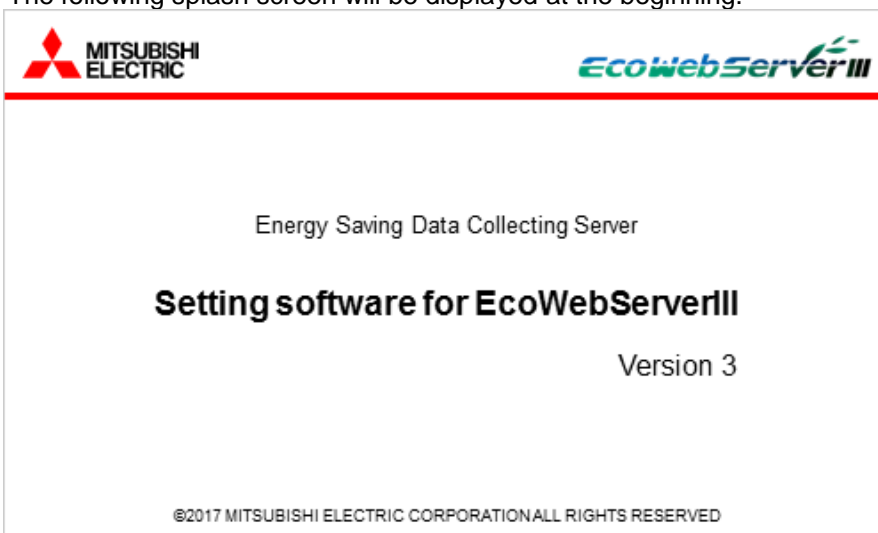 The following splash screen will be displayed at the beginning.
MITSUBISHI
ELECTRIC
EcoWebServerIII
Energy Saving Data Collecting Server
Setting software for EcoWebServerIII
Version 3
©2017 MITSUBISHI ELECTRIC CORPORATION ALL RIGHTS RESERVED